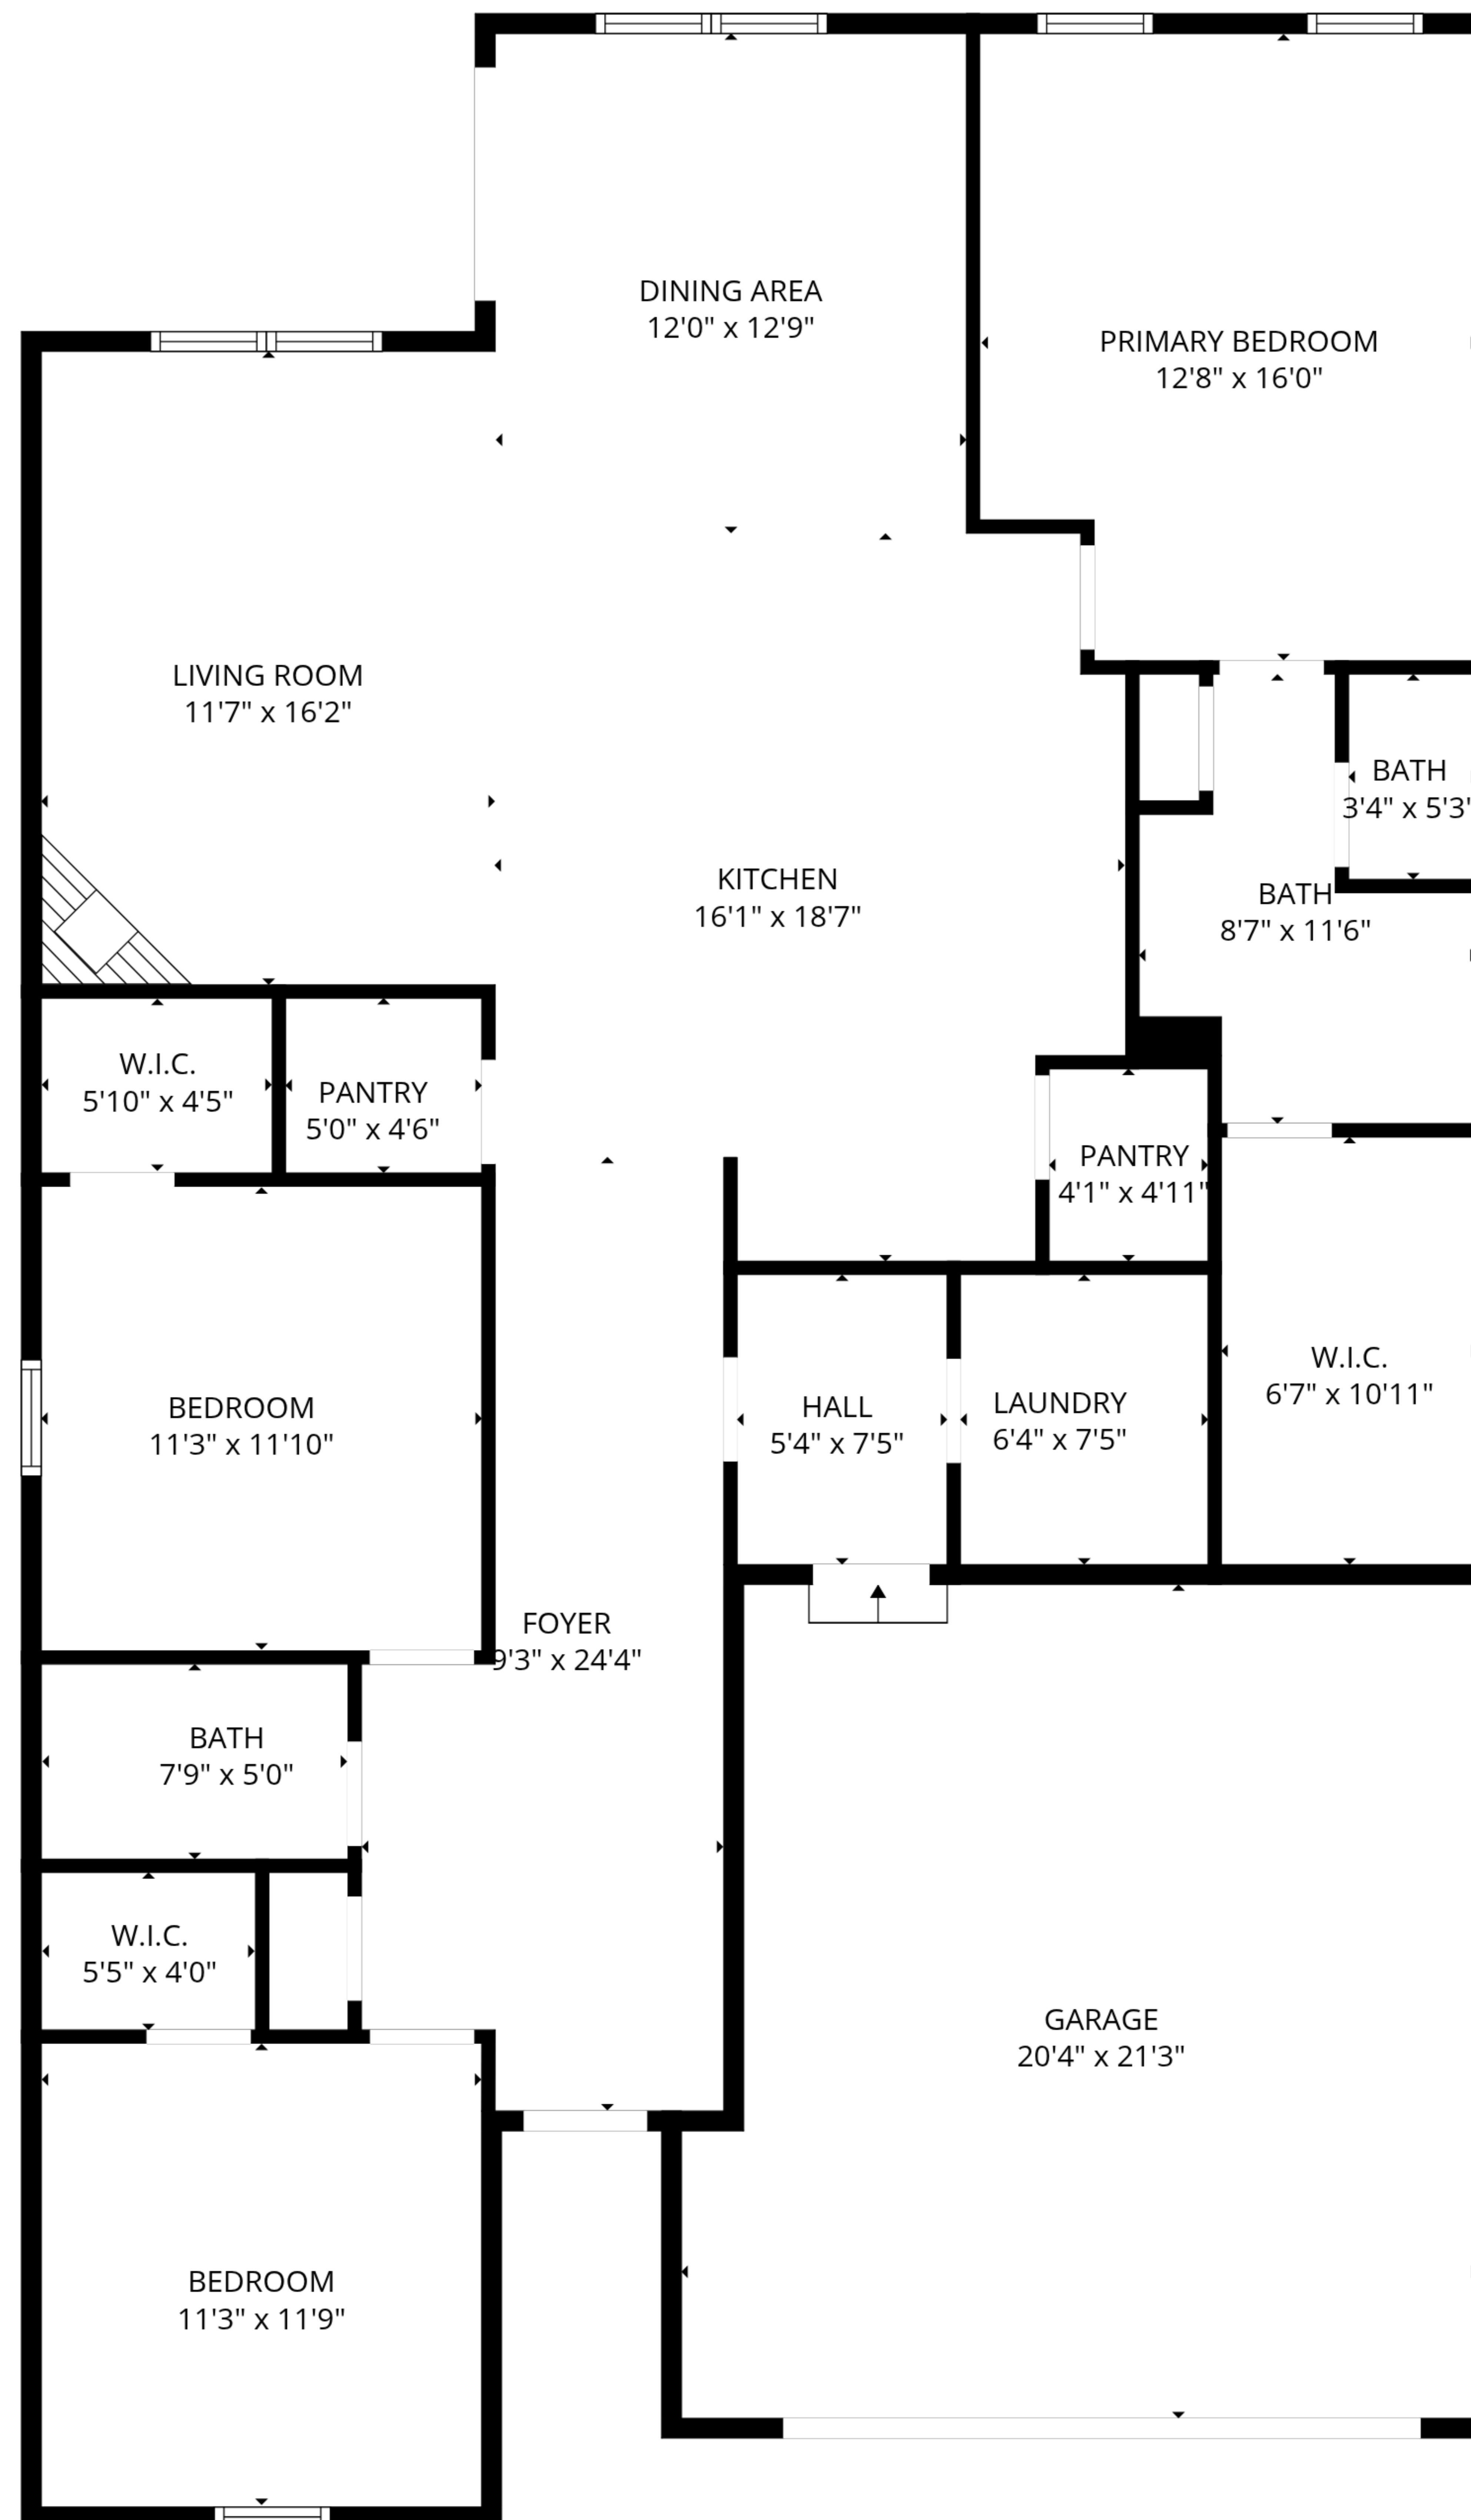 DINING AREA
12'0" x 12'9"
PRIMARY BEDROOM
12'8" x 16'0"
LIVING ROOM
11'7" x 16'2"
BATH
3'4" x 5'3"
KITCHEN
16'1" x 18'7"
BATH
8'7" x 11'6"
W.I.C.
5'10" x 4'5"
PANTRY
5'0" x 4'6"
PANTRY
4'1" x 4'11"
BEDROOM
11'3" x 11'10"
HALL
5'4" x 7'5"
LAUNDRY
6'4" x 7'5"
W.I.C.
6'7" x 10'11"
FOYER
9'3" x 24'4"
BATH
7'9" x 5'0"
W.I.C.
5'5" x 4'0"
GARAGE
20'4" x 21'3"
BEDROOM
11'3" x 11'9"